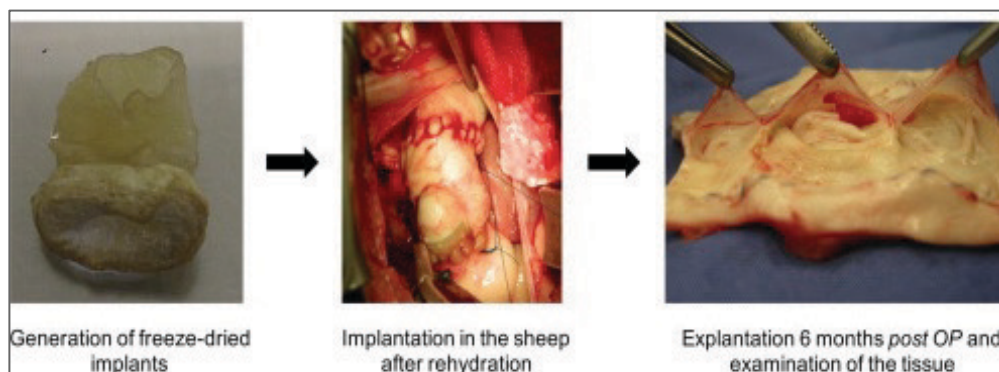 Generation of freeze-dried
implants
Implantation in the sheep
after rehydration
Explantation 6 months post OP and
examination of the tissue